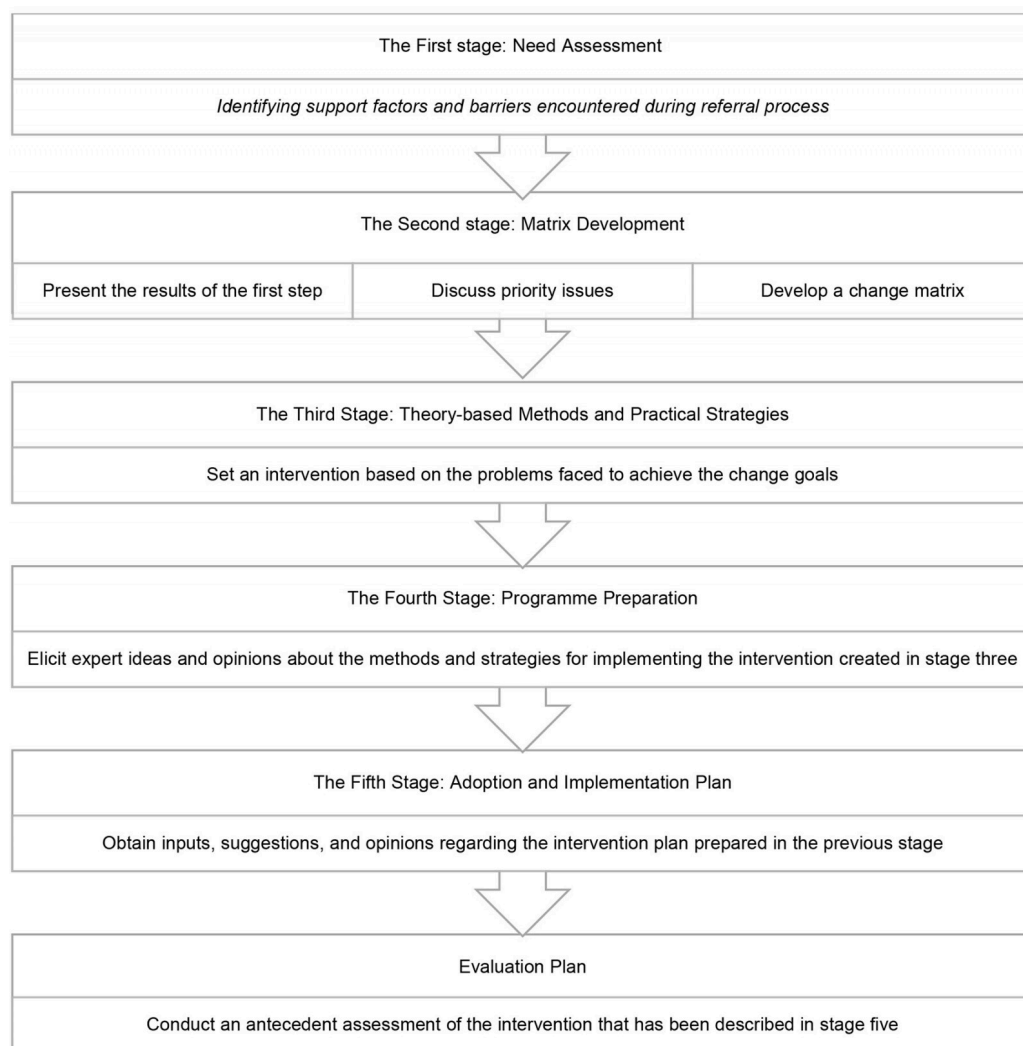 The First stage: Need Assessment
Identifying support factors and barriers encountered during referral process
The Second stage: Matrix Development
Present the results of the first step
Discuss priority issues
Develop a change matrix
The Third Stage: Theory-based Methods and Practical Strategies
Set an intervention based on the problems faced to achieve the change goals
The Fourth Stage: Programme Preparation
Elicit expert ideas and opinions about the methods and strategies for implementing the intervention created in stage three
The Fifth Stage: Adoption and Implementation Plan
Obtain inputs, suggestions, and opinions regarding the intervention plan prepared in the previous stage
Evaluation Plan
Conduct an antecedent assessment of the intervention that has been described in stage five